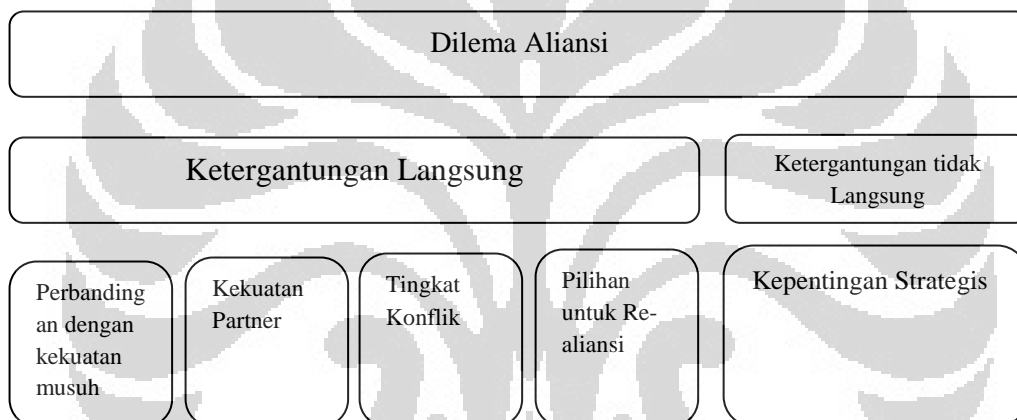 Dilema Aliansi
Ketergantungan Langsung
Ketergantungan tidak
Langsung
Perbanding
an dengan
kekuatan
musuh
Kekuatan
Partner
Tingkat
Konflik
Pilihan
untuk Re-
aliansi
Kepentingan Strategis